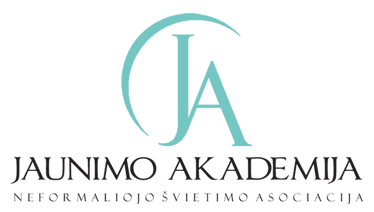 JA
JAUNIMO AKADEMIJA
NEFORMALIOJO ŠVIETIMO ASOCIACIJA